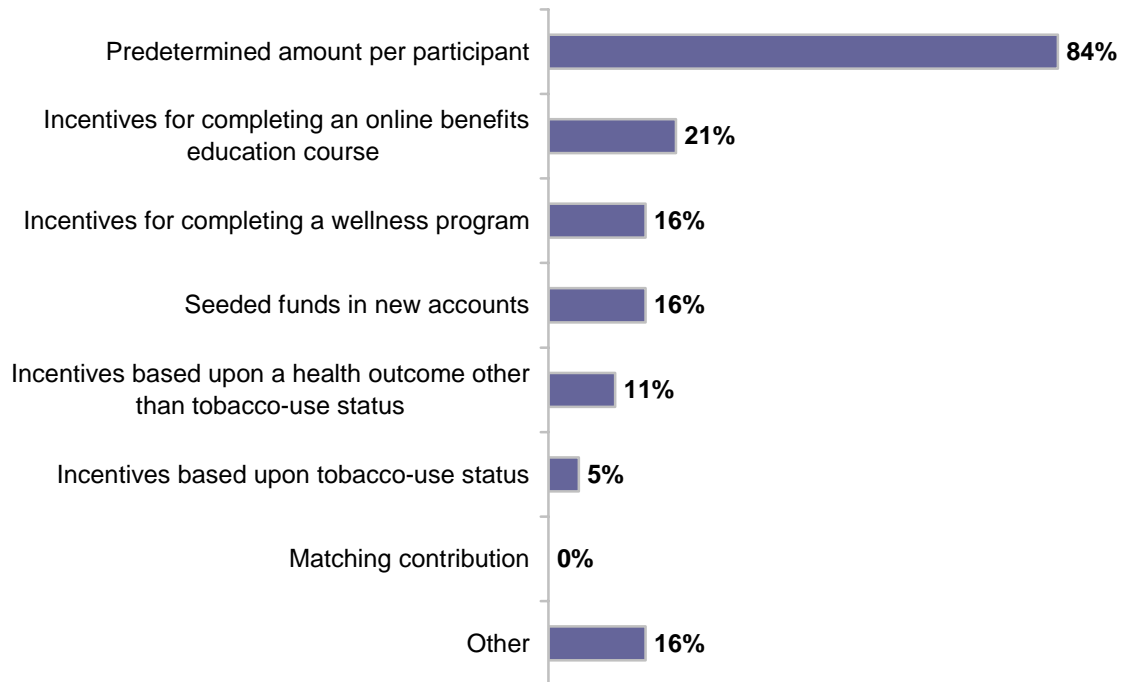 Predetermined amount per participant 84%
Incentives for completing an online benefits
education course 21%
Incentives for completing a wellness program 16%
Seeded funds in new accounts 16%
Incentives based upon a health outcome other
than tobacco-use status 11%
Incentives based upon tobacco-use status 5%
Matching contribution 0%
Other 16%